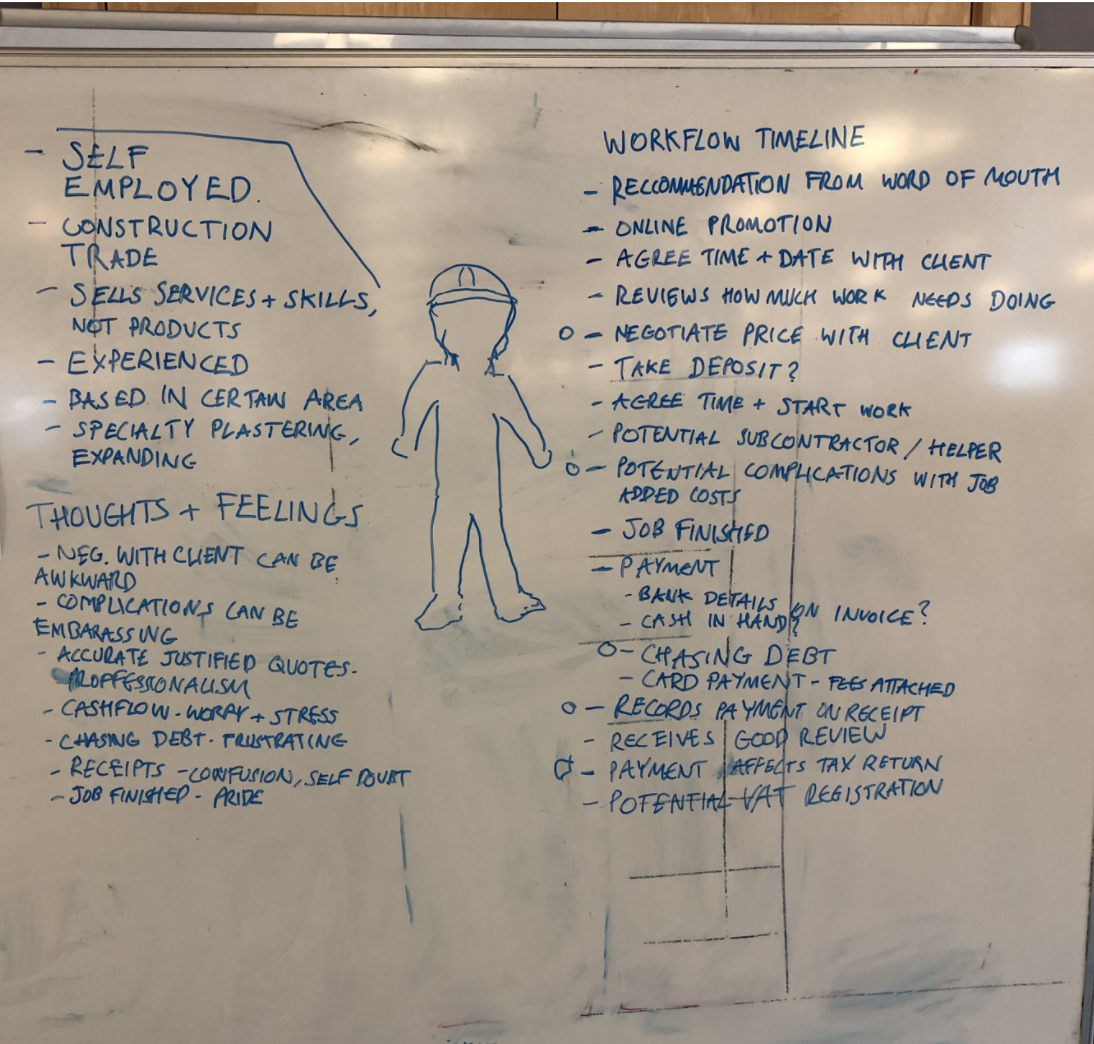 - SELF
EMPLOYED.
- CONSTRUCTION
TRADE
- SELLS SERVICES + SKILLS,
NOT PRODUCTS
- EXPERIENCED
- BASED IN CERTAIN AREA
- SPECIALTY PLASTERING,
EXPANDING
THOUGHTS + FEELINGS
- NEG. WITH CLIENT CAN BE
AWKWARD
- COMPLICATIONS CAN BE
EMBARASSING
- ACCURATE JUSTIFIED QUOTES-
PROFFESSIONALISM
- CASHFLOW - WORRY + STRESS
- CHASING DEBT - FRUSTRATING
- RECEIPTS - CONFUSION, SELF DOUBT
- JOB FINISHED - PRIDE
WORKFLOW TIMELINE
- RECCOMMENDATION FROM WORD OF MOUTH
- ONLINE PROMOTION
- AGREE TIME + DATE WITH CLIENT
- REVIEWS HOW MUCH WORK NEEDS DOING
O - NEGOTIATE PRICE WITH CLIENT
- TAKE DEPOSIT?
- AGREE TIME + START WORK
- POTENTIAL SUBCONTRACTOR / HELPER
O - POTENTIAL COMPLICATIONS WITH JOB
ADDED COSTS
- JOB FINISHED
- PAYMENT
- BANK DETAILS ON INVOICE?
- CASH IN HAND?
O - CHASING DEBT
- CARD PAYMENT - FEES ATTACHED
O - RECORDS PAYMENT ON RECEIPT
- RECEIVES GOOD REVIEW
O - PAYMENT AFFECTS TAX RETURN
- POTENTIAL VAT REGISTRATION